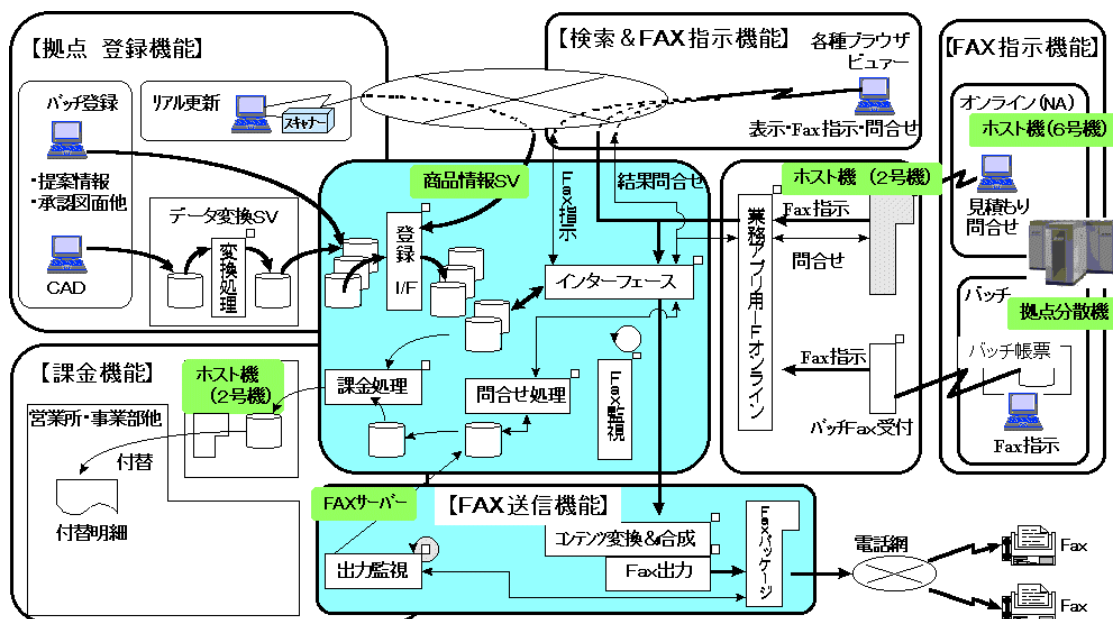 【拠点 登録機能】
バッチ登録
・提案情報
・承認図面他
CAD
リアル更新
スキャナー
データ変換SV
変換処理
【検索&FAX指示機能】
各種ブラウザ
ビュアー
表示・Fax指示・問合せ
【FAX指示機能】
オンライン(NA)
ホスト機(6号機)
見積もり
問合せ
拠点分散機
バッチ
バッチ帳票
Fax指示
商品情報SV
登録
I/F
Fax指示
結果問合せ
インターフェース
課金処理
問合せ処理
Fax監視
ホスト機 (2号機)
業務アプリ用IFオンライン
Fax指示
問合せ
Fax指示
バッチFax受付
【課金機能】
ホスト機
(2号機)
営業所・事業部他
付替
付替明細
FAXサーバー
【FAX送信機能】
コンテンツ変換&合成
Fax出力
出力監視
Faxパッケージ
電話網
Fax
Fax